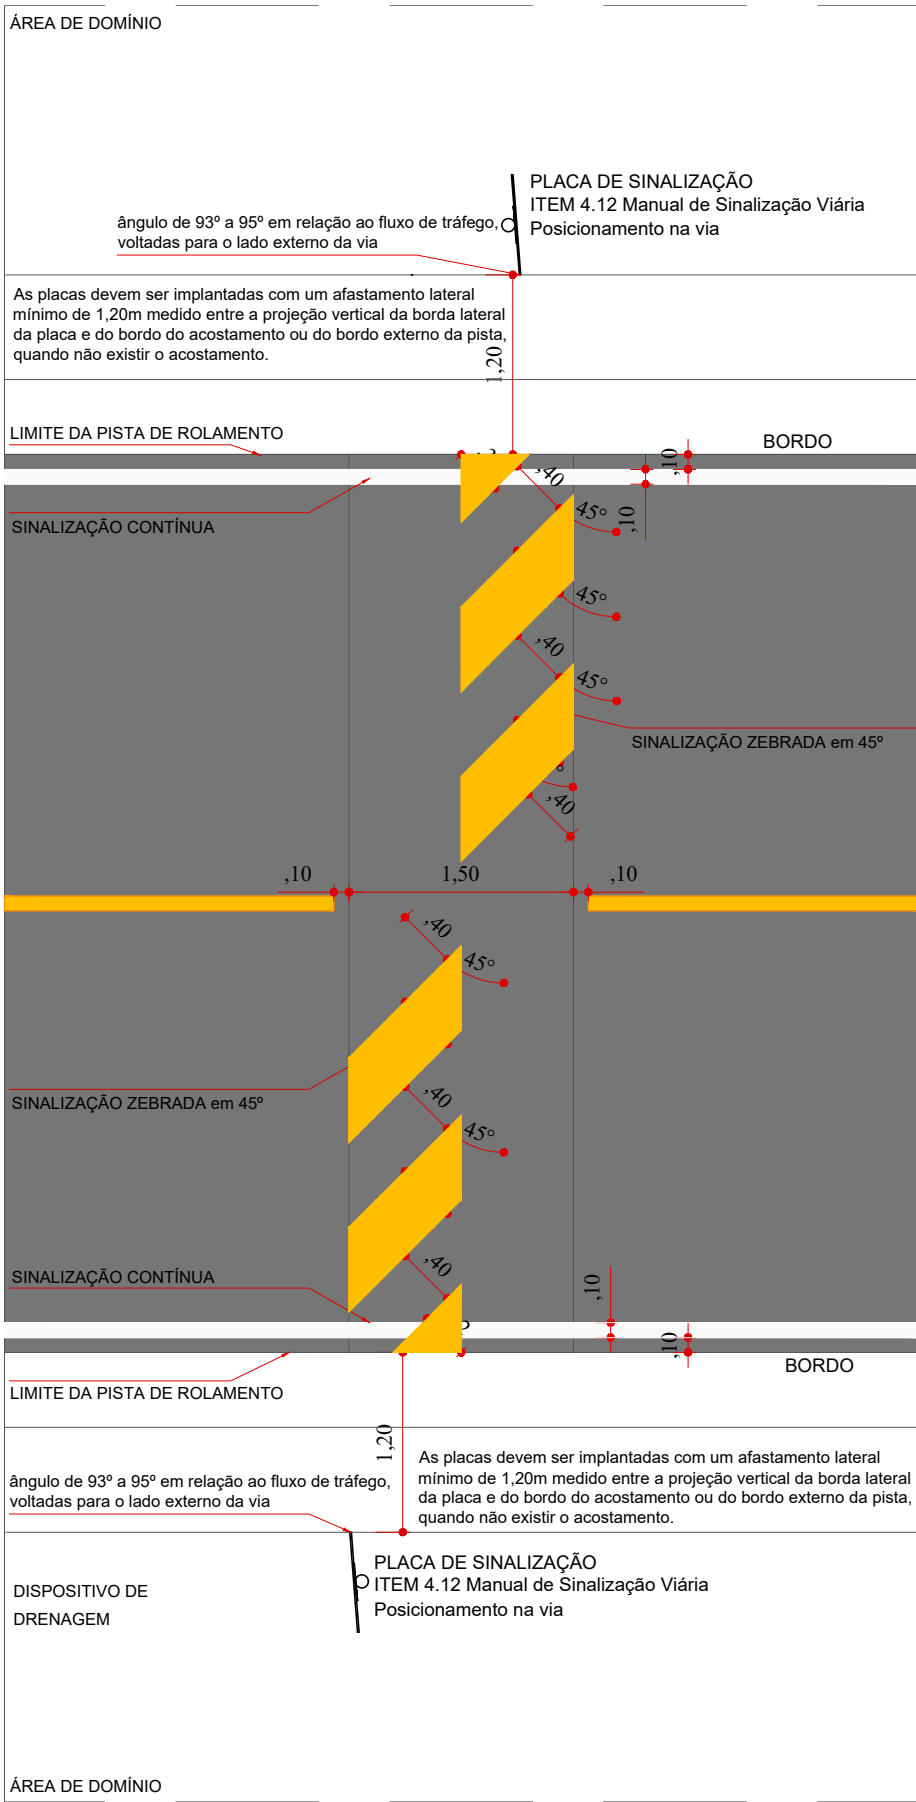 ÁREA DE DOMÍNIO
PLACA DE SINALIZAÇÃO
ITEM 4.12 Manual de Sinalização Viária
Posicionamento na via
ângulo de 93º a 95º em relação ao fluxo de tráfego,
voltadas para o lado externo da via
As placas devem ser implantadas com um afastamento lateral
mínimo de 1,20m medido entre a projeção vertical da borda lateral
da placa e do bordo do acostamento ou do bordo externo da pista,
quando não existir o acostamento.
1,20
LIMITE DA PISTA DE ROLAMENTO
BORDO
,10
,40
,10
45°
SINALIZAÇÃO CONTÍNUA
45°
,40
45°
SINALIZAÇÃO ZEBRADA em 45º
,40
,10
1,50
,10
,40
45°
SINALIZAÇÃO ZEBRADA em 45º
,40
45°
,40
SINALIZAÇÃO CONTÍNUA
,10
,10
BORDO
LIMITE DA PISTA DE ROLAMENTO
1,20
As placas devem ser implantadas com um afastamento lateral
mínimo de 1,20m medido entre a projeção vertical da borda lateral
da placa e do bordo do acostamento ou do bordo externo da pista,
quando não existir o acostamento.
ângulo de 93º a 95º em relação ao fluxo de tráfego,
voltadas para o lado externo da via
PLACA DE SINALIZAÇÃO
ITEM 4.12 Manual de Sinalização Viária
Posicionamento na via
DISPOSITIVO DE
DRENAGEM
ÁREA DE DOMÍNIO